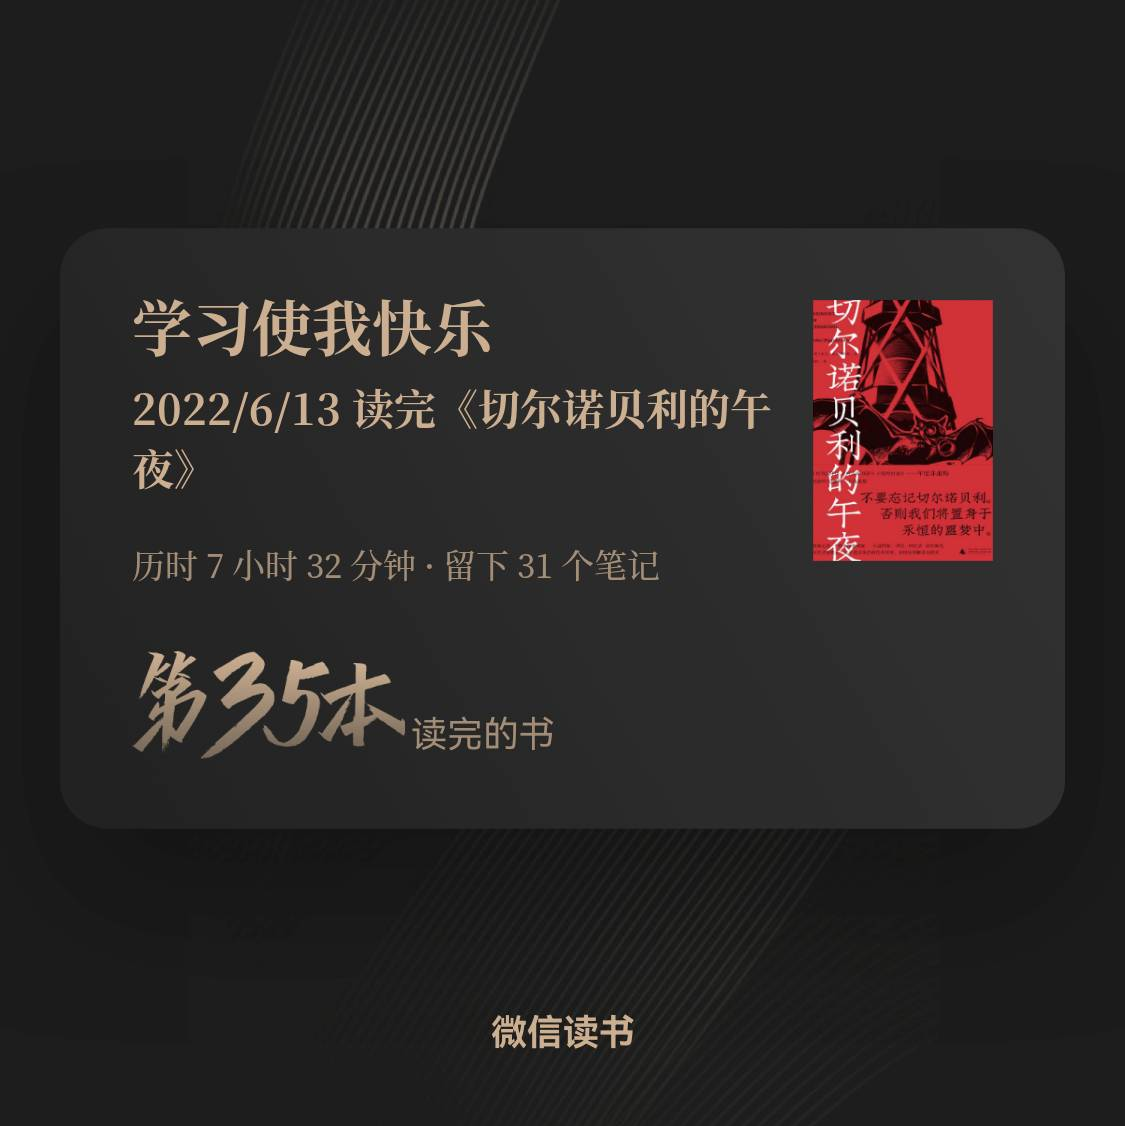 学习使我快乐
2022/6/13 读完《切尔诺贝利的午
夜》
历时 7 小时 32 分钟 · 留下 31 个笔记
第35本 读完的书
切尔诺贝利的午夜
不要忘记切尔诺贝利。
否则我们将置身于
永恒的噩梦中。
微信读书